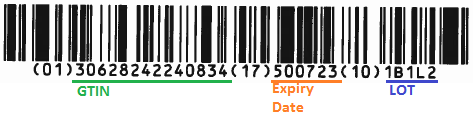 (01)30628242240834(17)500723(10)1B1L2
GTIN Expiry Date LOT